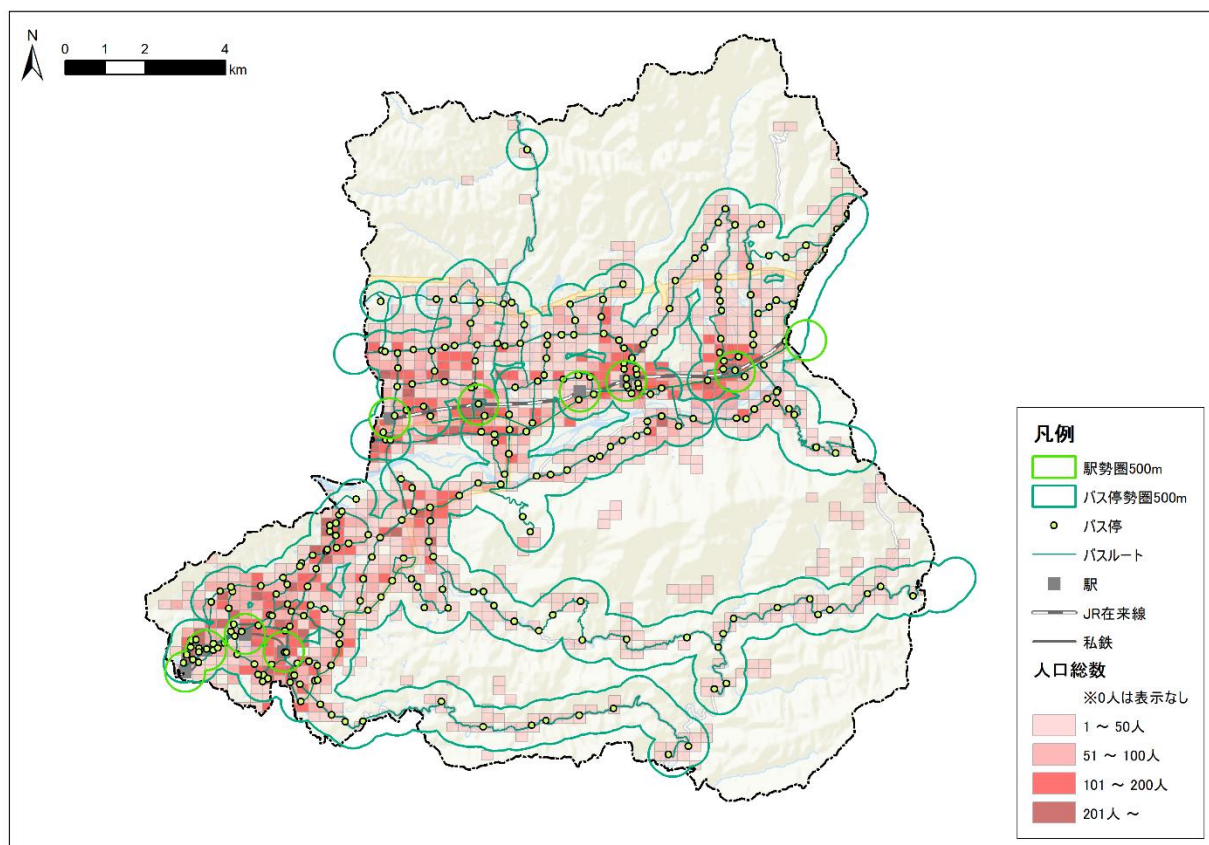 N
0 1 2 4
km
凡例
駅勢圏500m
バス停勢圏500m
バス停
バスルート
駅
JR在来線
私鉄
人口総数
※0人は表示なし
1 ~ 50人
51 ~ 100人
101 ~ 200人
201人 ~